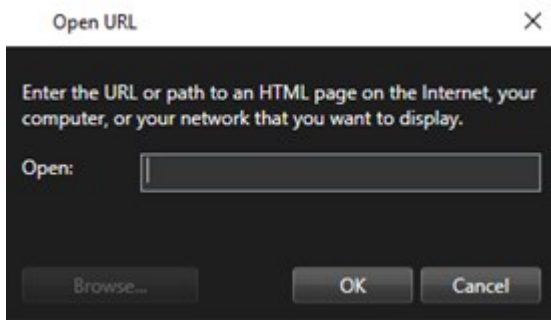 Open URL
Enter the URL or path to an HTML page on the Internet, your
computer, or your network that you want to display.
Open:
Browse...
OK
Cancel